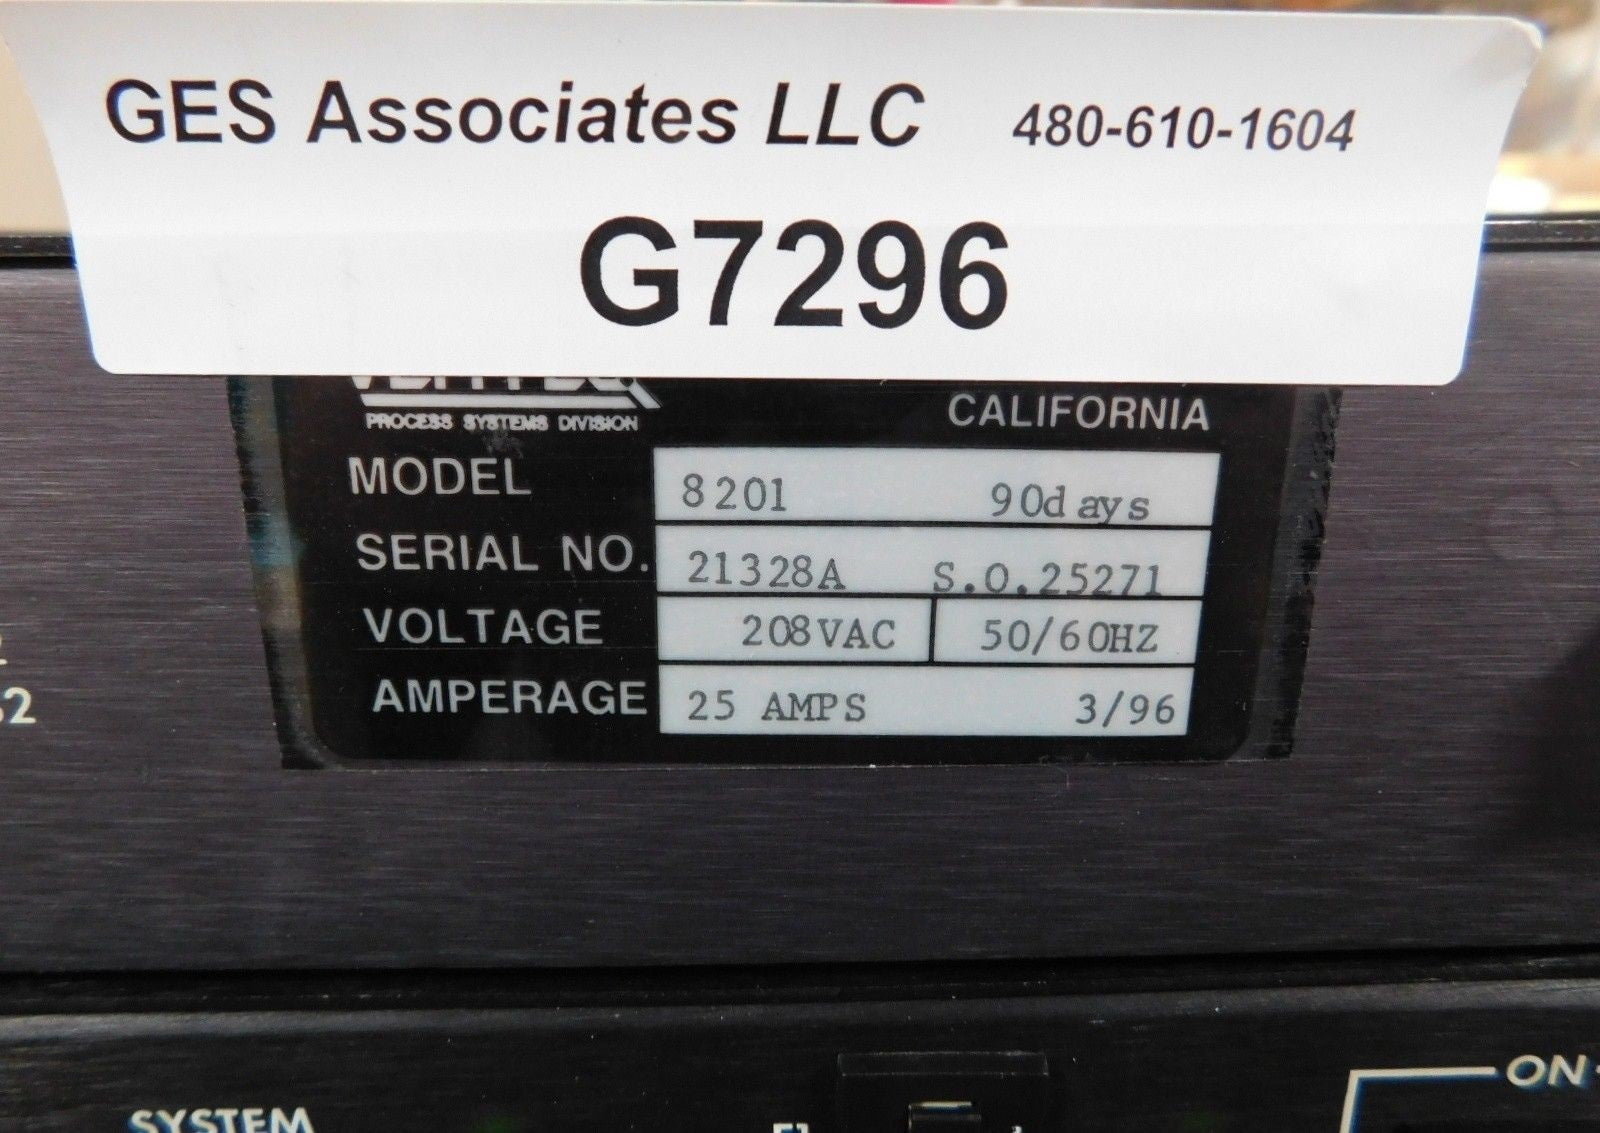 GES Associates LLC 480-610-1604
G7296
PROCESS SYSTEMS DIVISION
CALIFORNIA
MODEL 8201 90days
SERIAL NO. 21328A S.O.25271
VOLTAGE 208VAC 50/60HZ
AMPERAGE 25 AMPS 3/96
SYSTEM
ON